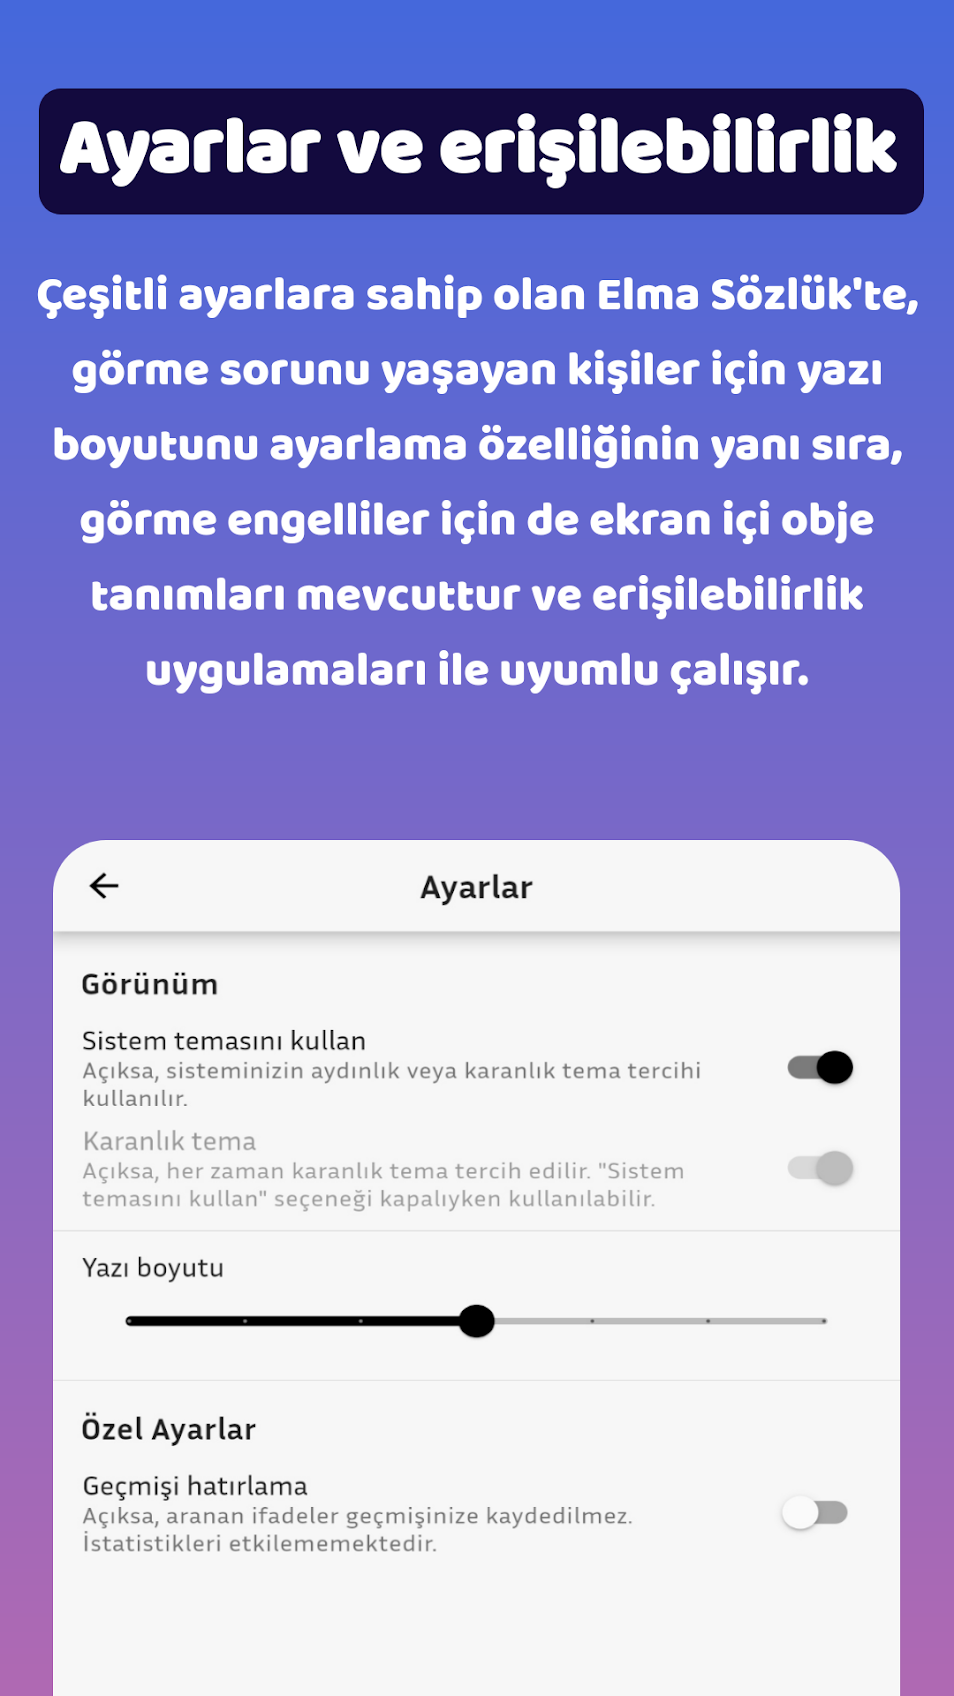 Ayarlar ve erişilebilirlik
Çeşitli ayarlara sahip olan Elma Sözlük'te,
görme sorunu yaşayan kişiler için yazı
boyutunu ayarlama özelliğinin yanı sıra,
görme engelliler için de ekran içi obje
tanımları mevcuttur ve erişilebilirlik
uygulamaları ile uyumlu çalışır.
Ayarlar
Görünüm
Sistem temasını kullan
Açıksa, sisteminizin aydınlık veya karanlık tema tercihi
kullanılır.
Karanlık tema
Açıksa, her zaman karanlık tema tercih edilir. "Sistem
temasını kullan" seçeneği kapalıyken kullanılabilir.
Yazı boyutu
Özel Ayarlar
Geçmişi hatırlama
Açıksa, aranan ifadeler geçmişinize kaydedilmez.
İstatistikleri etkilememektedir.